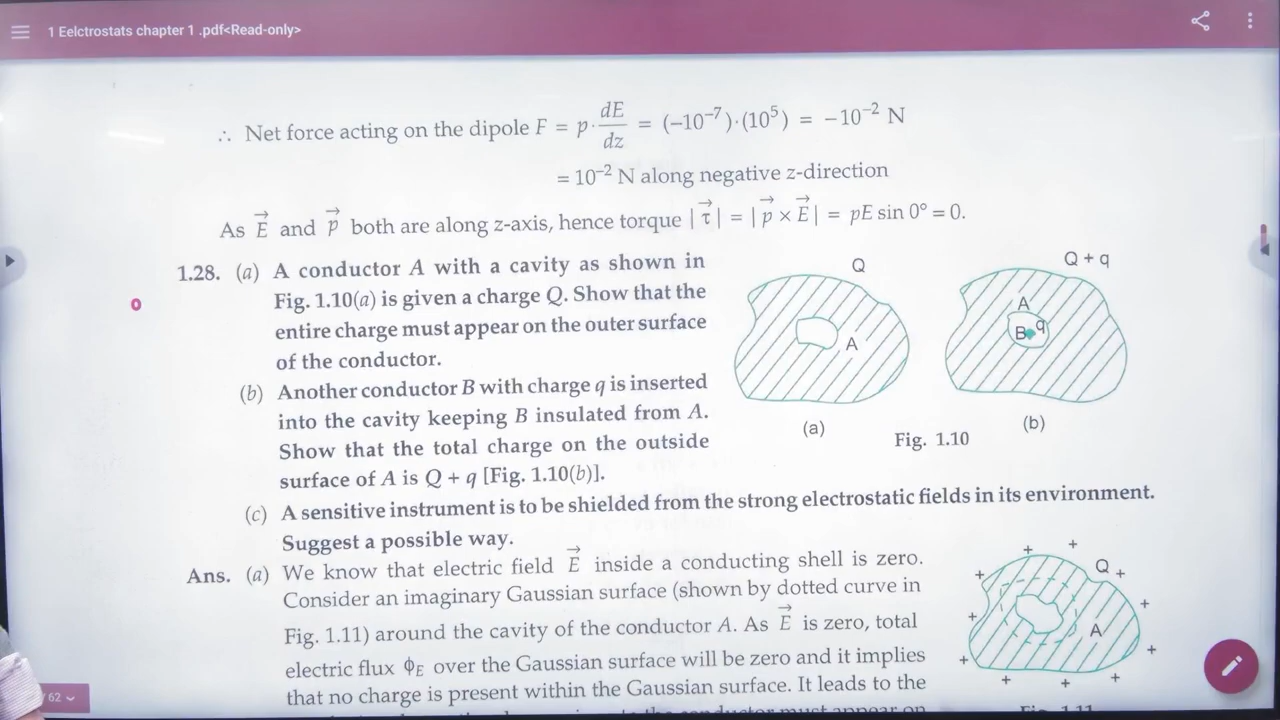 1 Eelctrostats chapter 1 .pdf<Read-only>
∴ Net force acting on the dipole F = p · dE/dz = (−10⁻⁷)·(10⁵) = −10⁻² N
= 10⁻² N along negative z-direction
As E⃗ and p⃗ both are along z-axis, hence torque |τ⃗| = |p⃗ × E⃗| = pE sin 0° = 0.
1.28. (a) A conductor A with a cavity as shown in
Fig. 1.10(a) is given a charge Q. Show that the
entire charge must appear on the outer surface
of the conductor.
(b) Another conductor B with charge q is inserted
into the cavity keeping B insulated from A.
Show that the total charge on the outside
surface of A is Q + q [Fig. 1.10(b)].
Q
A
(a)
Q + q
A
B q
(b)
Fig. 1.10
(c) A sensitive instrument is to be shielded from the strong electrostatic fields in its environment.
Suggest a possible way.
Ans. (a) We know that electric field E⃗ inside a conducting shell is zero.
Consider an imaginary Gaussian surface (shown by dotted curve in
Fig. 1.11) around the cavity of the conductor A. As E⃗ is zero, total
electric flux ϕE over the Gaussian surface will be zero and it implies
that no charge is present within the Gaussian surface. It leads to the
conductor must appear on
Q
A
Fig. 1.11
62